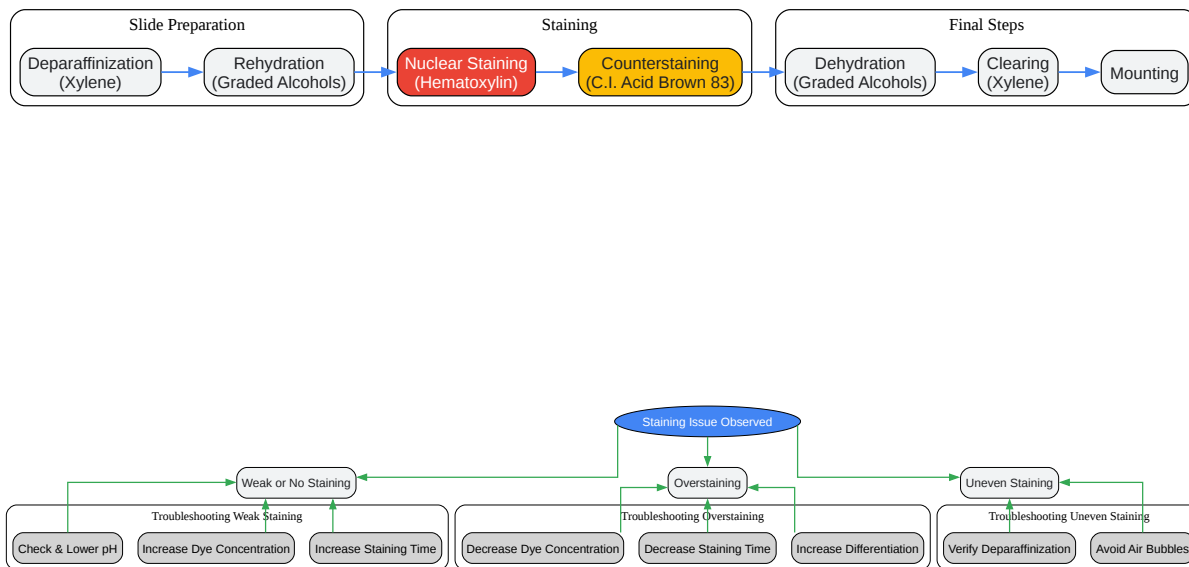 Slide Preparation
Staining
Final Steps
Deparaffinization
(Xylene)
Rehydration
(Graded Alcohols)
Nuclear Staining
(Hematoxylin)
Counterstaining
(C.I. Acid Brown 83)
Dehydration
(Graded Alcohols)
Clearing
(Xylene)
Mounting
Staining Issue Observed
Weak or No Staining
Overstaining
Uneven Staining
Troubleshooting Weak Staining
Troubleshooting Overstaining
Troubleshooting Uneven Staining
Check & Lower pH
Increase Dye Concentration
Increase Staining Time
Decrease Dye Concentration
Decrease Staining Time
Increase Differentiation
Verify Deparaffinization
Avoid Air Bubbles